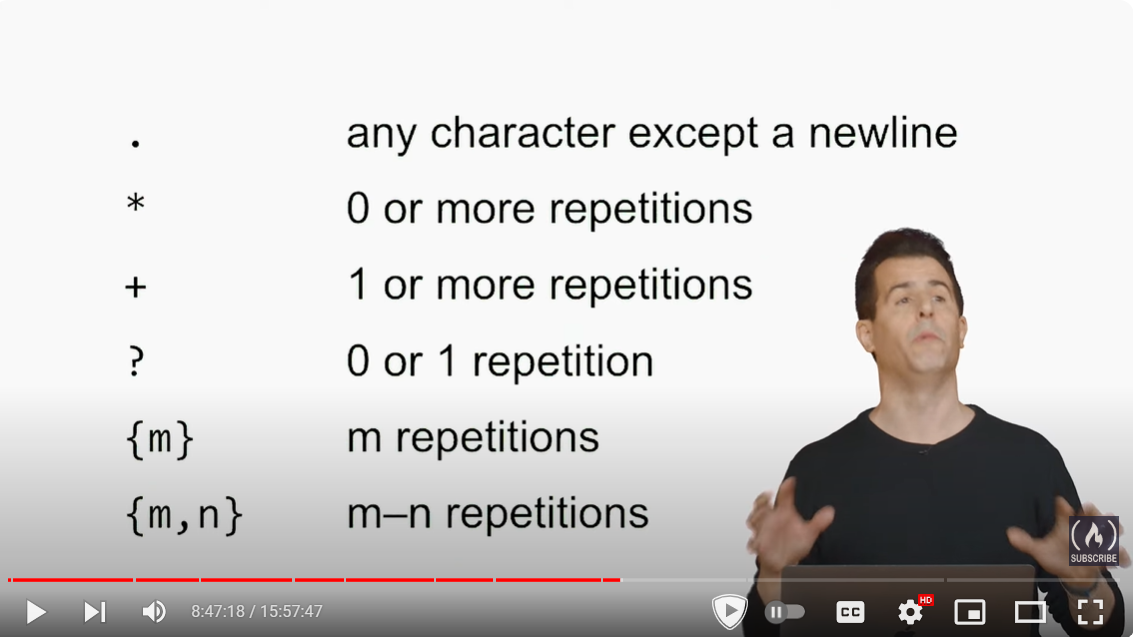 . any character except a newline
* 0 or more repetitions
+ 1 or more repetitions
? 0 or 1 repetition
{m} m repetitions
{m,n} m–n repetitions
SUBSCRIBE
8:47:18 / 15:57:47
CC
HD